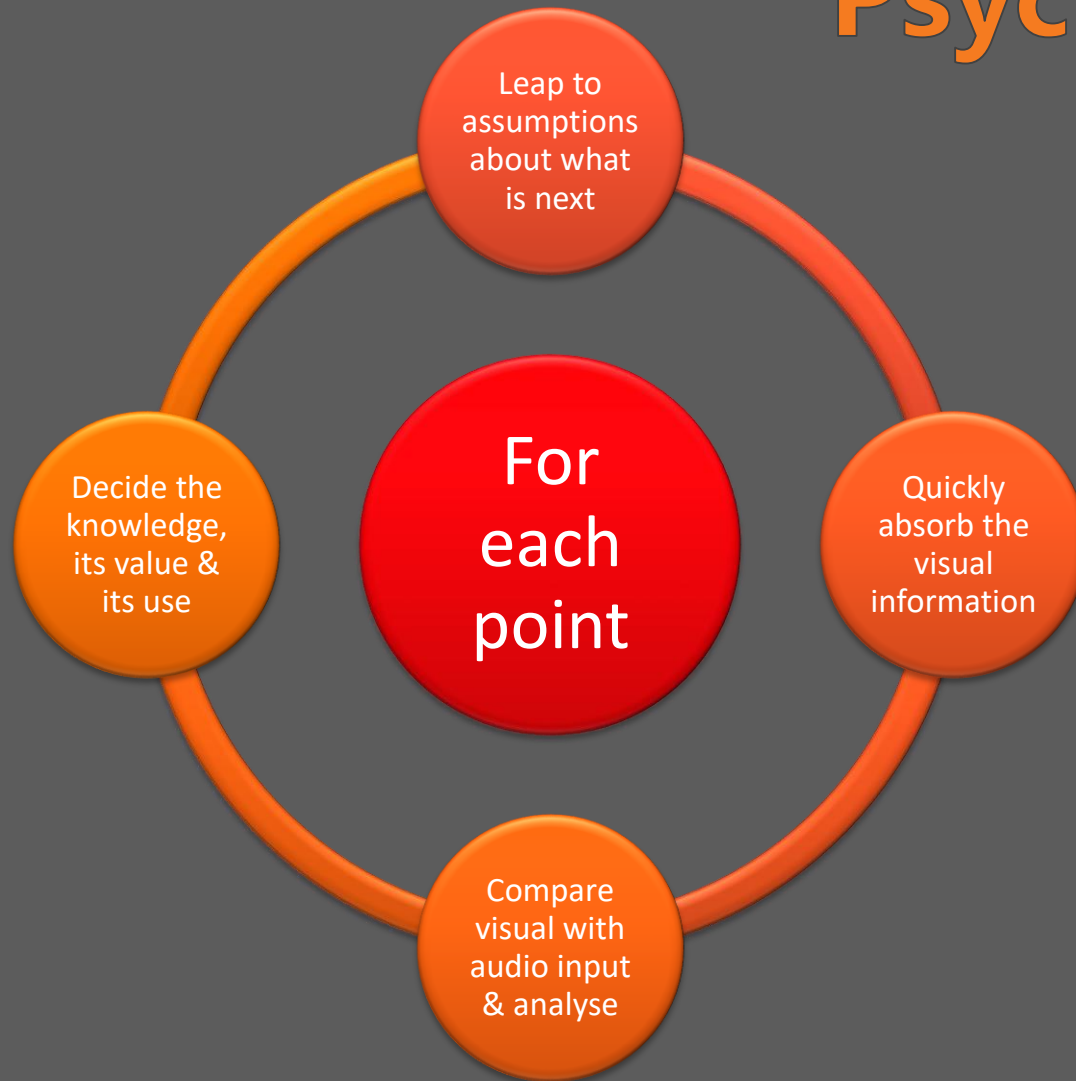 Psyc
Leap to
assumptions
about what
is next
Quickly
absorb the
visual
information
Compare
visual with
audio input
& analyse
Decide the
knowledge,
its value &
its use
For
each
point